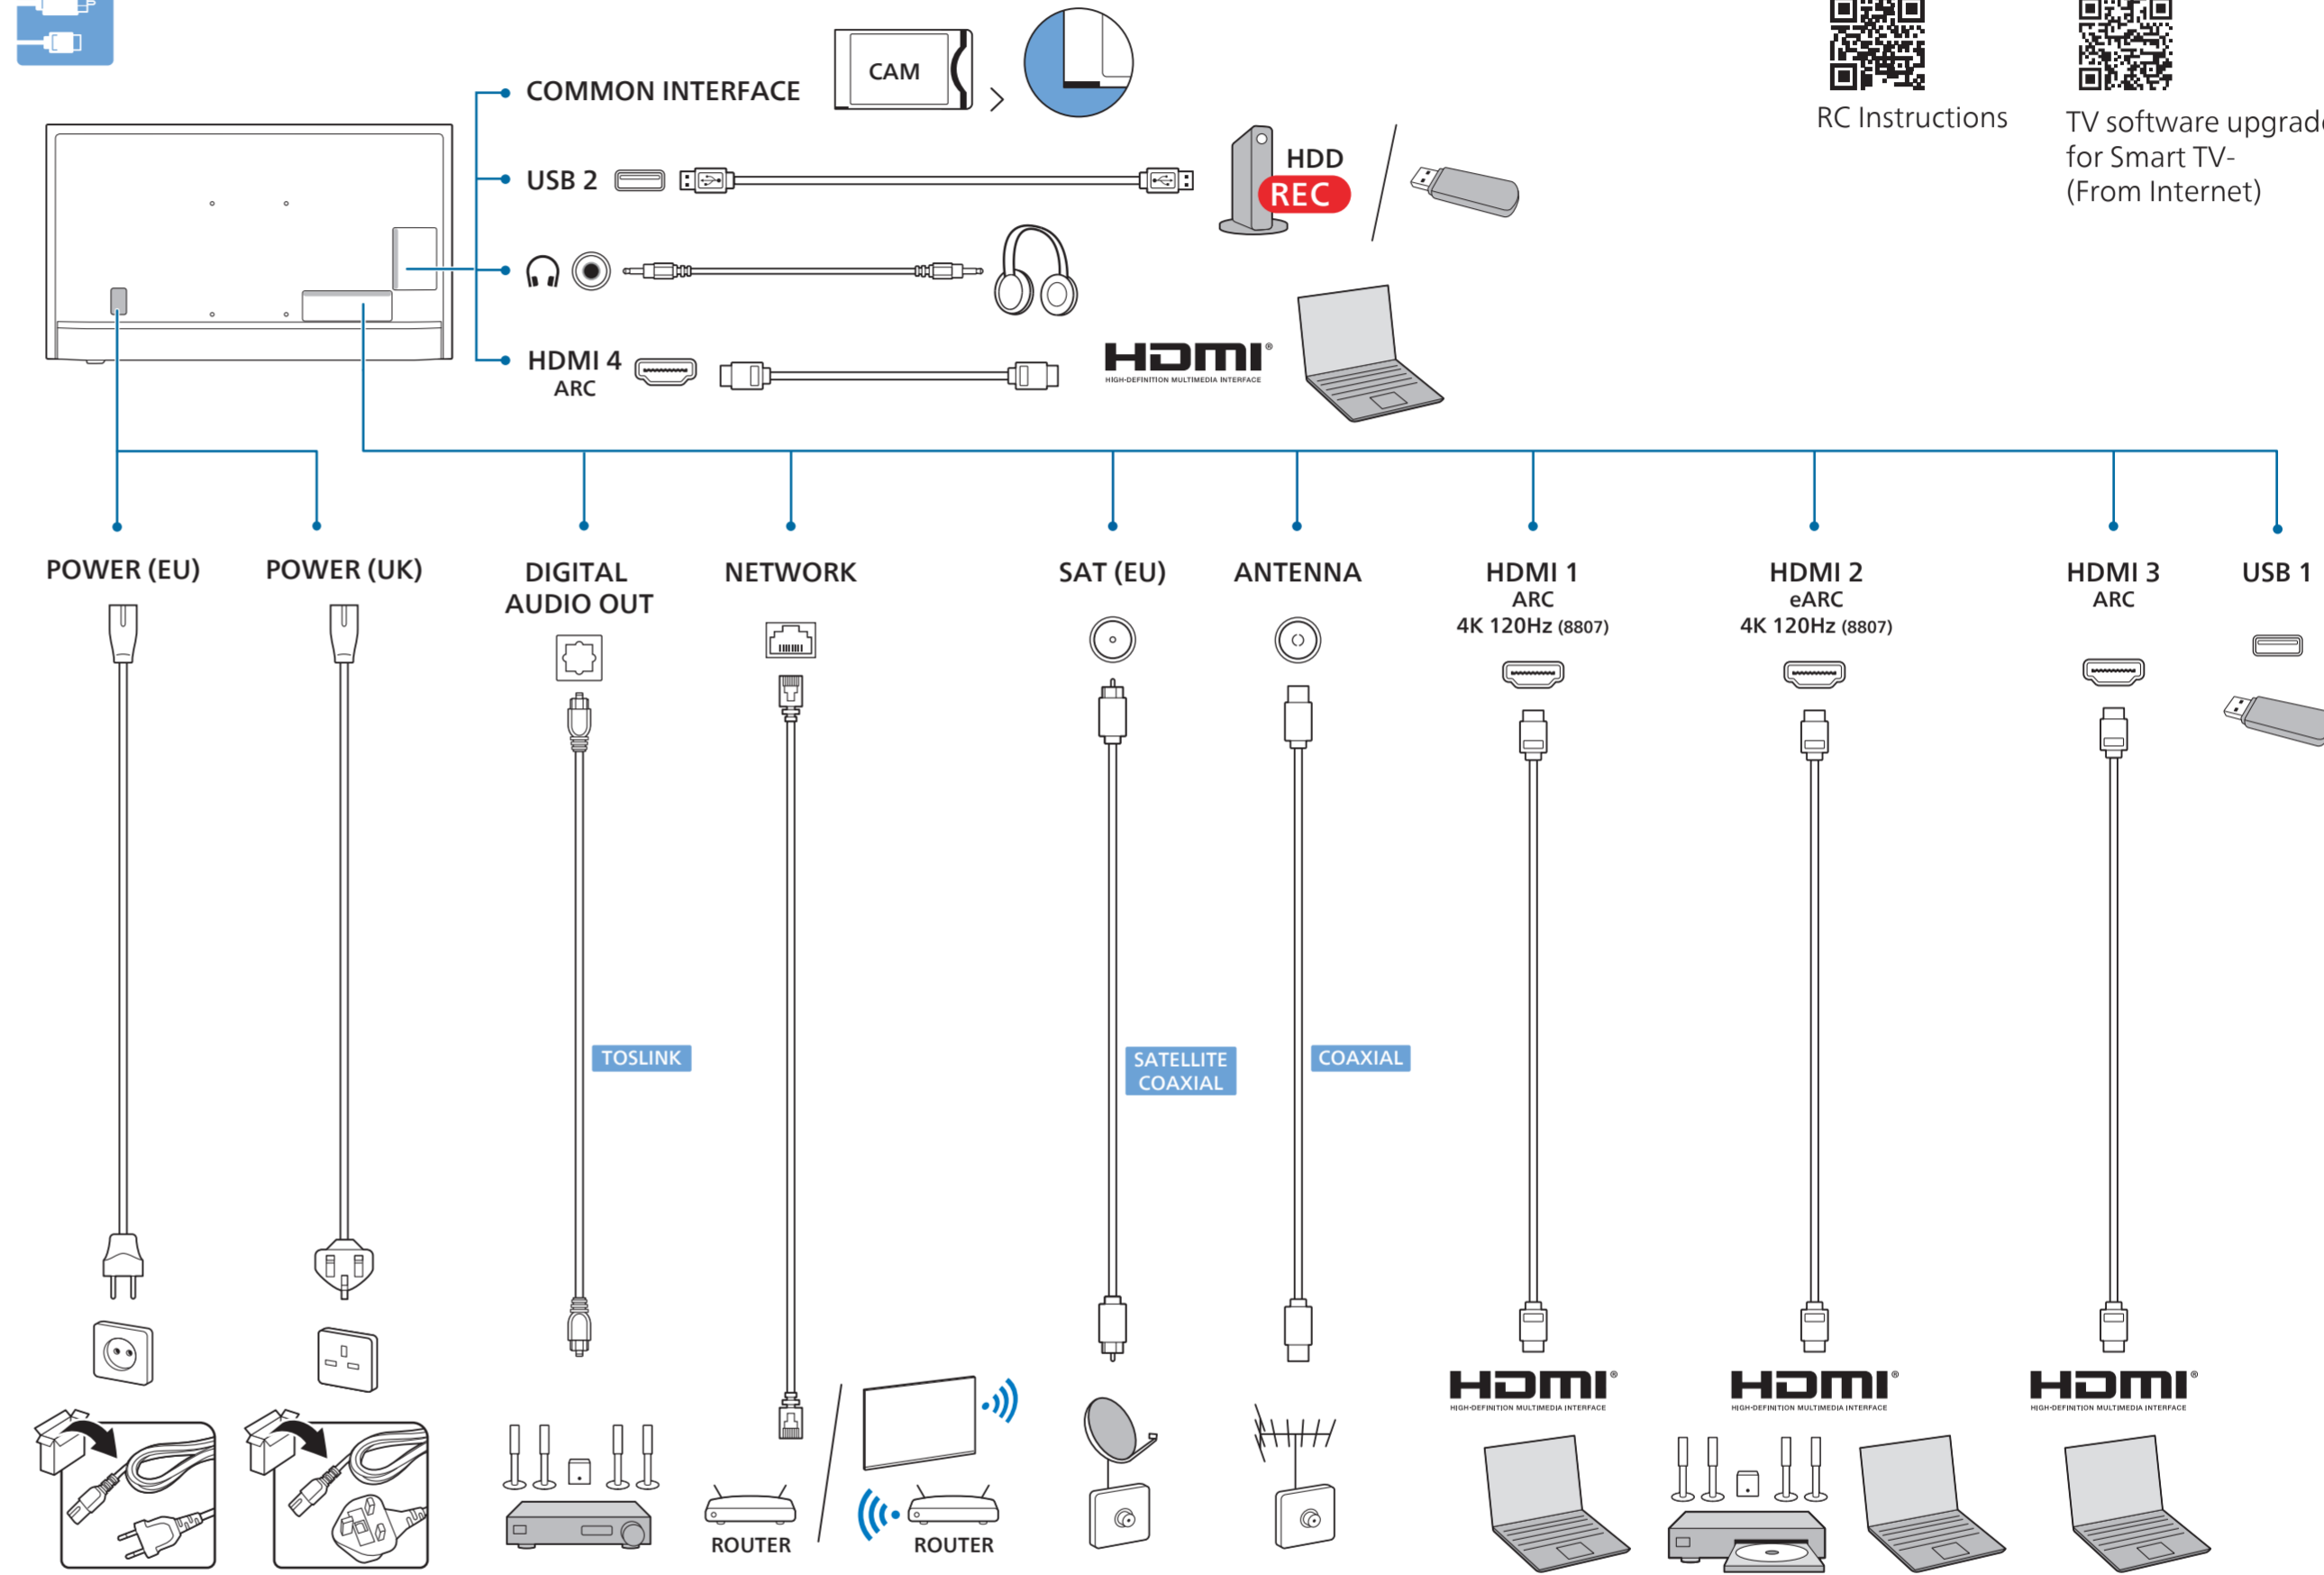 COMMON INTERFACE
CAM
RC Instructions
TV software upgrade
for Smart TV-
(From Internet)
USB 2
HDD
REC
HDMI 4
ARC
HDMI®
HIGH-DEFINITION MULTIMEDIA INTERFACE
POWER (EU)
POWER (UK)
DIGITAL
AUDIO OUT
NETWORK
SAT (EU)
ANTENNA
HDMI 1
ARC
4K 120Hz (8807)
HDMI 2
eARC
4K 120Hz (8807)
HDMI 3
ARC
USB 1
TOSLINK
SATELLITE
COAXIAL
COAXIAL
HDMI®
HIGH-DEFINITION MULTIMEDIA INTERFACE
HDMI®
HIGH-DEFINITION MULTIMEDIA INTERFACE
HDMI®
HIGH-DEFINITION MULTIMEDIA INTERFACE
ROUTER
ROUTER